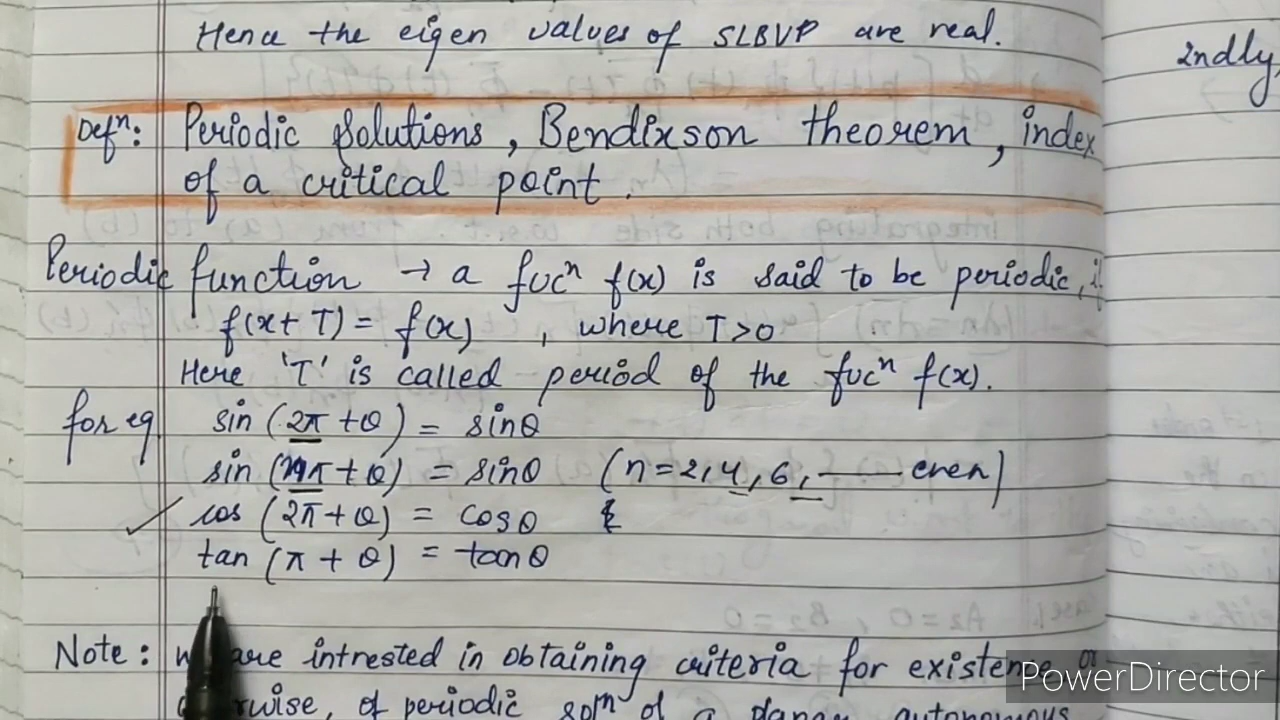 Hence the eigen values of SLBVP are real.
2ndly
Defⁿ: Periodic Solutions, Bendixson theorem, index
of a critical point.
Periodic function → a fucⁿ f(x) is said to be periodic, if
f(x+T) = f(x) , where T>0
Here 'T' is called period of the fucⁿ f(x).
for eg. sin (2π+θ) = sinθ
sin (nπ+θ) = sinθ (n=2,4,6,—— even)
cos (2π+θ) = cosθ
tan (π+θ) = tanθ
Note: we are intrested in obtaining criteria for existence or
of periodic solⁿ of a planar autonomous
PowerDirector